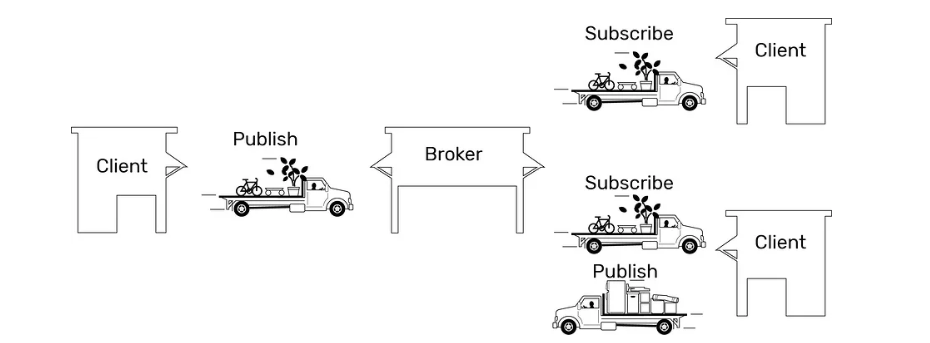 Client
Publish
Broker
Subscribe
Client
Subscribe
Publish
Client